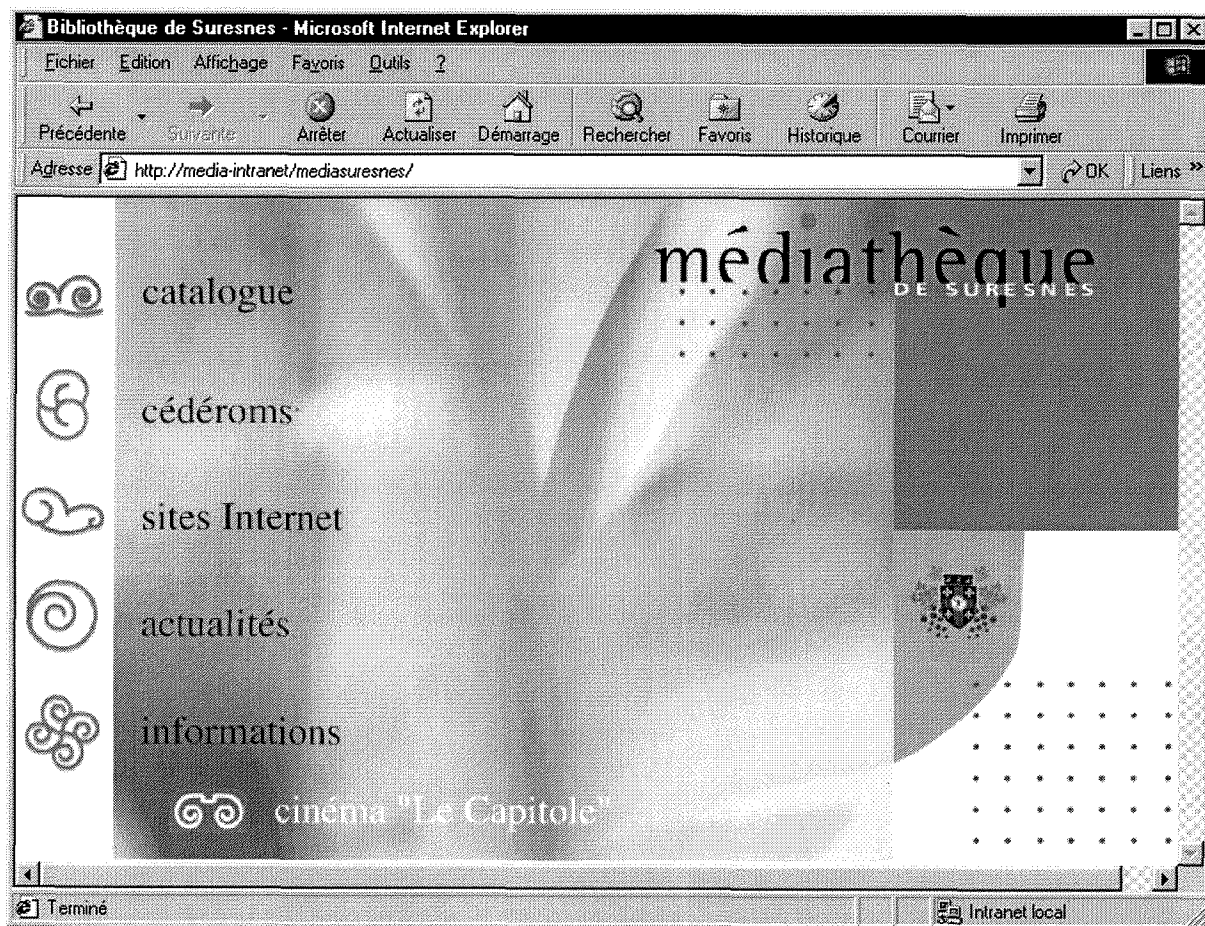 Bibliothèque de Suresnes - Microsoft Internet Explorer
Fichier Edition Affichage Favoris Outils ?
Précédente Suivante Arrêter Actualiser Démarrage Rechercher Favoris Historique Courrier Imprimer
Adresse http://media-intranet/mediasuresnes/ OK Liens »
médiathèque
DE SURESNES
catalogue
cédéroms
sites Internet
actualités
informations
cinéma "Le Capitole"
Terminé Intranet local